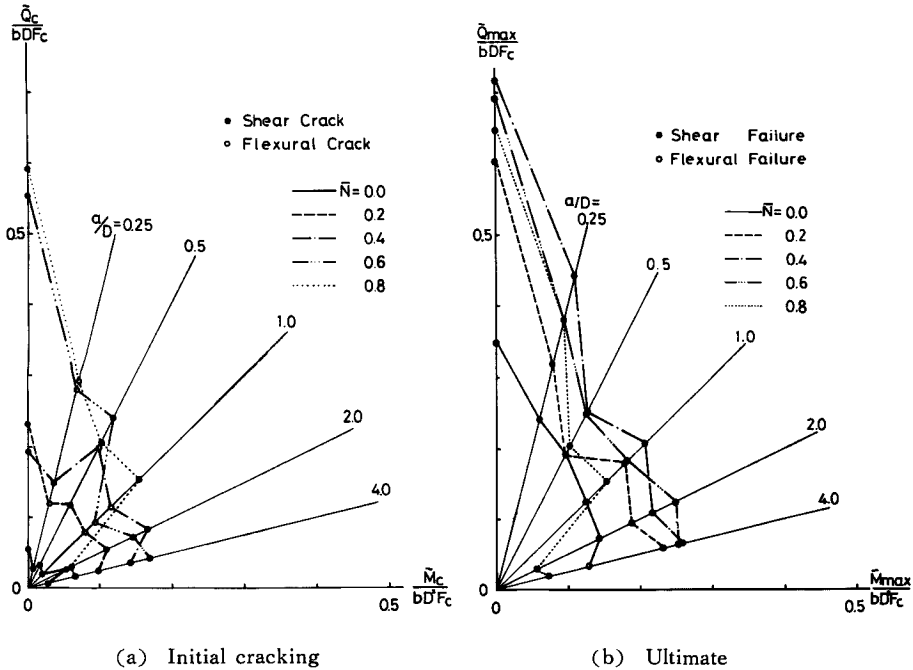 Q̃c
bDFc
• Shear Crack
○ Flexural Crack
N̄= 0.0
0.2
0.4
0.6
0.8
a/D=0.25
0.5
0.5
1.0
2.0
4.0
0
0
0.5
M̃c
bD²Fc
(a) Initial cracking
Q̃max
bDFc
• Shear Failure
○ Flexural Failure
a/D=
0.25
N̄= 0.0
0.2
0.4
0.6
0.8
0.5
0.5
1.0
2.0
4.0
0
0
0.5
M̃max
bD²Fc
(b) Ultimate